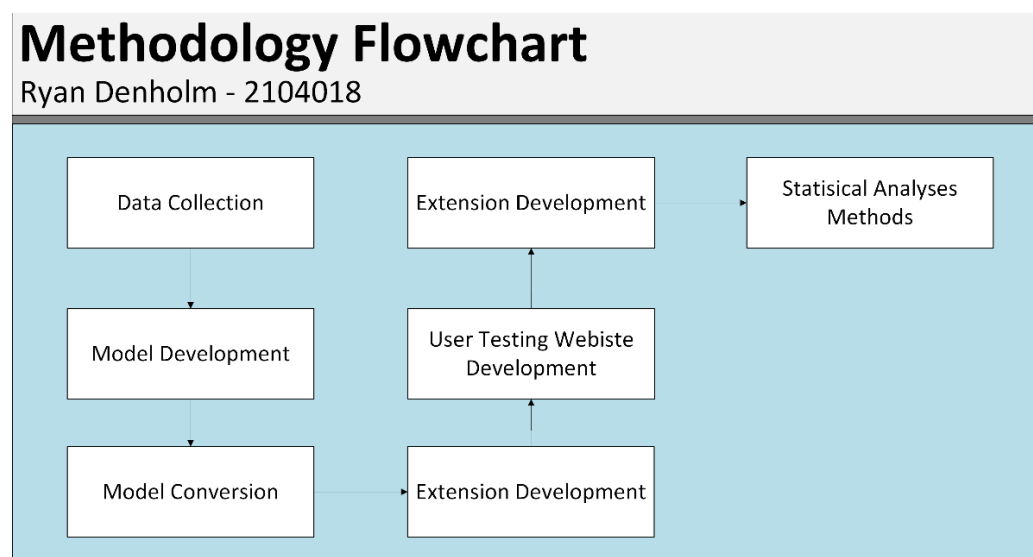 Methodology Flowchart
Ryan Denholm - 2104018
Data Collection
Model Development
Model Conversion
Extension Development
User Testing Webiste
Development
Extension Development
Statisical Analyses
Methods